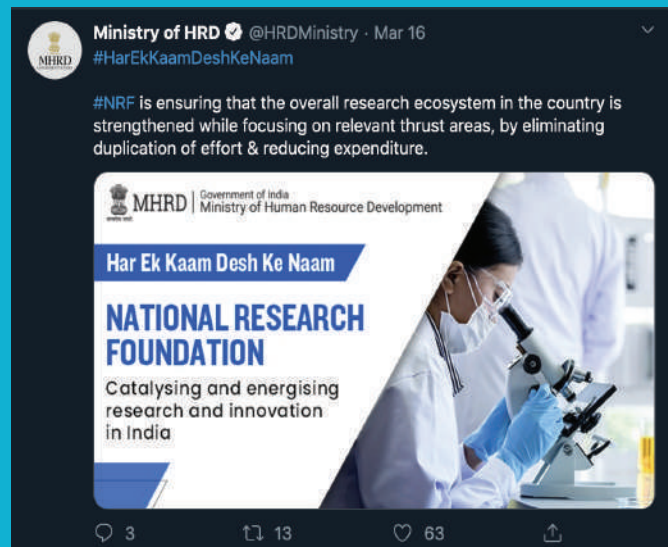 Ministry of HRD @HRDMinistry · Mar 16
#HarEkKaamDeshKeNaam
#NRF is ensuring that the overall research ecosystem in the country is
strengthened while focusing on relevant thrust areas, by eliminating
duplication of effort & reducing expenditure.
MHRD
MHRD | Government of India
Ministry of Human Resource Development
Har Ek Kaam Desh Ke Naam
NATIONAL RESEARCH
FOUNDATION
Catalysing and energising
research and innovation
in India
3 13 63